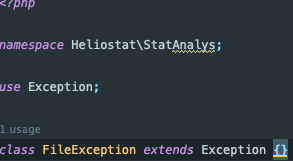 <?php
namespace Heliostat\StatAnalys;
use Exception;
1 usage
class FileException extends Exception {}